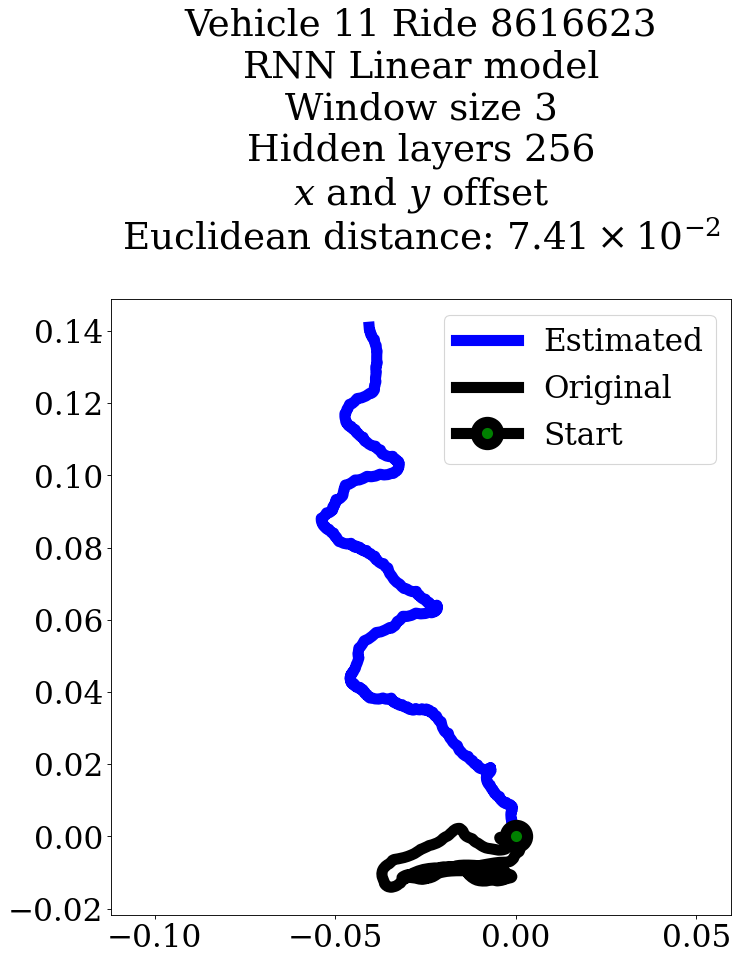 Vehicle 11 Ride 8616623
RNN Linear model
Window size 3
Hidden layers 256
x and y offset
Euclidean distance: 7.41 × 10⁻²
Estimated
Original
Start
0.14
0.12
0.10
0.08
0.06
0.04
0.02
0.00
−0.02
−0.10
−0.05
0.00
0.05